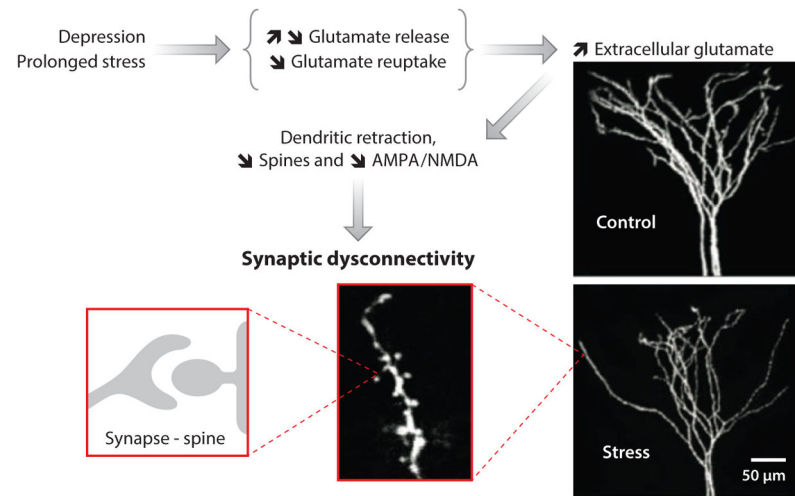 Depression
Prolonged stress
↗ ↘ Glutamate release
↘ Glutamate reuptake
↗ Extracellular glutamate
Dendritic retraction,
↘ Spines and ↘ AMPA/NMDA
Synaptic dysconnectivity
Control
Synapse - spine
Stress
50 µm